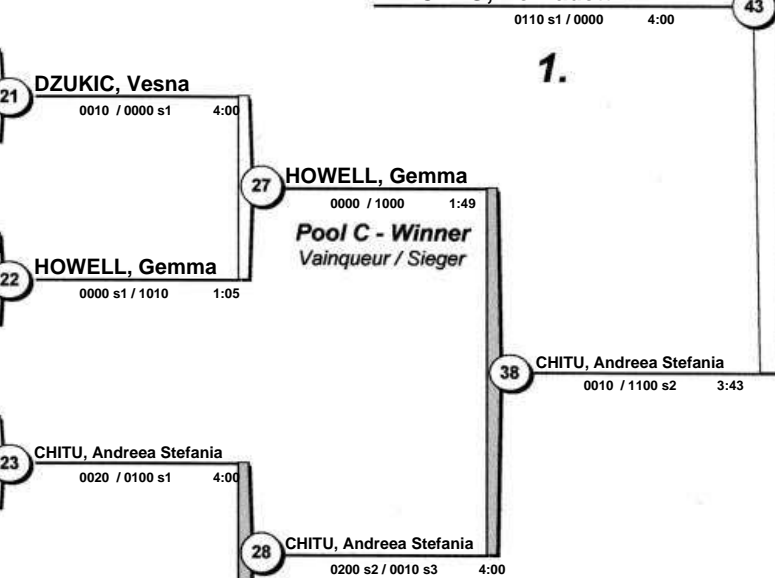 43
0110 s1 / 0000 4:00
1.
21
DZUKIC, Vesna
0010 / 0000 s1 4:00
27
HOWELL, Gemma
0000 / 1000 1:49
Pool C - Winner
Vainqueur / Sieger
22
HOWELL, Gemma
0000 s1 / 1010 1:05
38
CHITU, Andreea Stefania
0010 / 1100 s2 3:43
23
CHITU, Andreea Stefania
0020 / 0100 s1 4:00
28
CHITU, Andreea Stefania
0200 s2 / 0010 s3 4:00